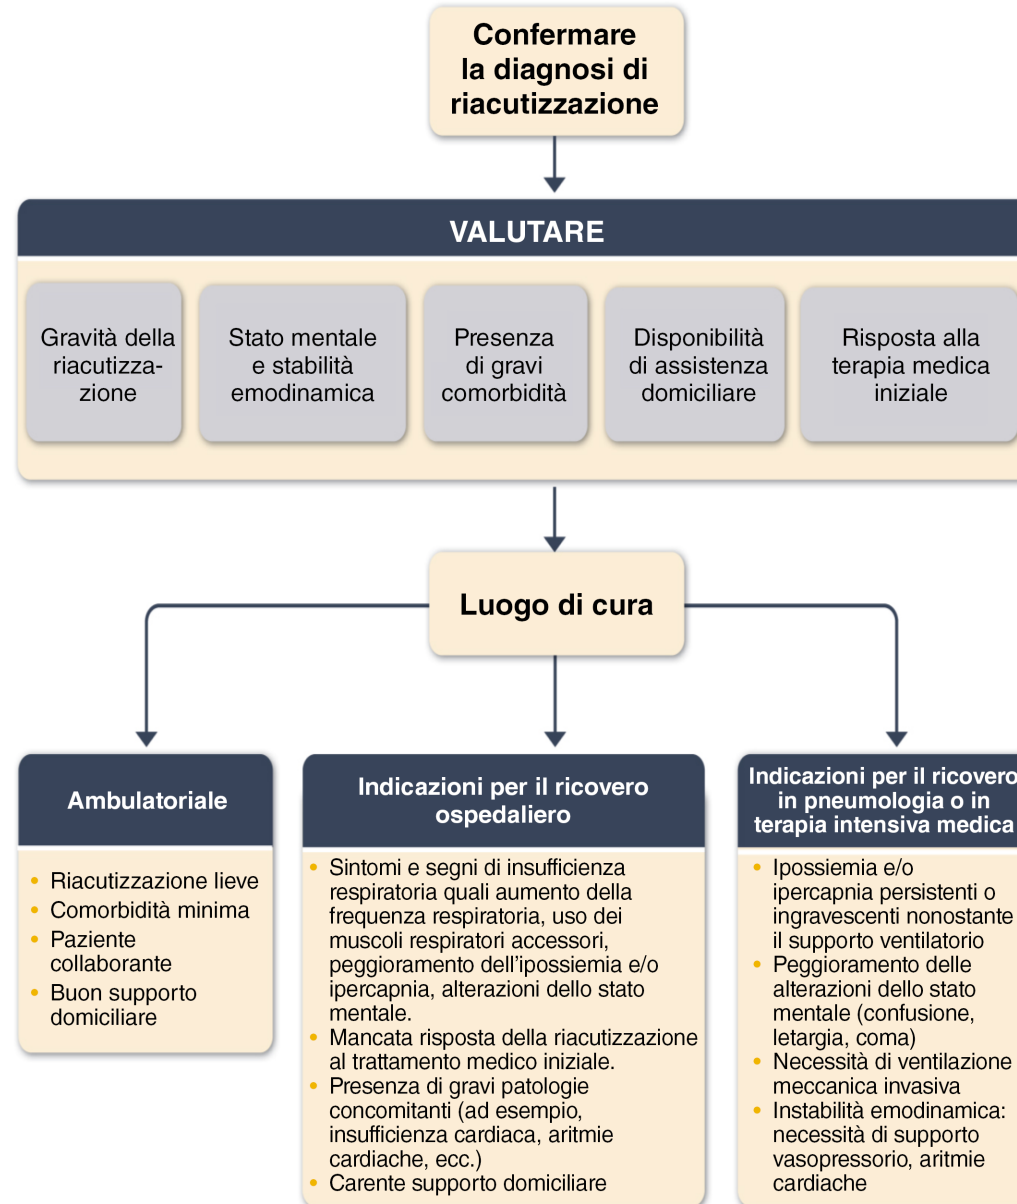 Confermare
la diagnosi di
riacutizzazione
VALUTARE
Gravità della
riacutizza-
zione
Stato mentale
e stabilità
emodinamica
Presenza
di gravi
comorbidità
Disponibilità
di assistenza
domiciliare
Risposta alla
terapia medica
iniziale
Luogo di cura
Ambulatoriale
• Riacutizzazione lieve
• Comorbidità minima
• Paziente
collaborante
• Buon supporto
domiciliare
Indicazioni per il ricovero
ospedaliero
• Sintomi e segni di insufficienza
respiratoria quali aumento della
frequenza respiratoria, uso dei
muscoli respiratori accessori,
peggioramento dell'ipossiemia e/o
ipercapnia, alterazioni dello stato
mentale.
• Mancata risposta della riacutizzazione
al trattamento medico iniziale.
• Presenza di gravi patologie
concomitanti (ad esempio,
insufficienza cardiaca, aritmie
cardiache, ecc.)
• Carente supporto domiciliare
Indicazioni per il ricovero
in pneumologia o in
terapia intensiva medica
• Ipossiemia e/o
ipercapnia persistenti o
ingravescenti nonostante
il supporto ventilatorio
• Peggioramento delle
alterazioni dello stato
mentale (confusione,
letargia, coma)
• Necessità di ventilazione
meccanica invasiva
• Instabilità emodinamica:
necessità di supporto
vasopressorio, aritmie
cardiache